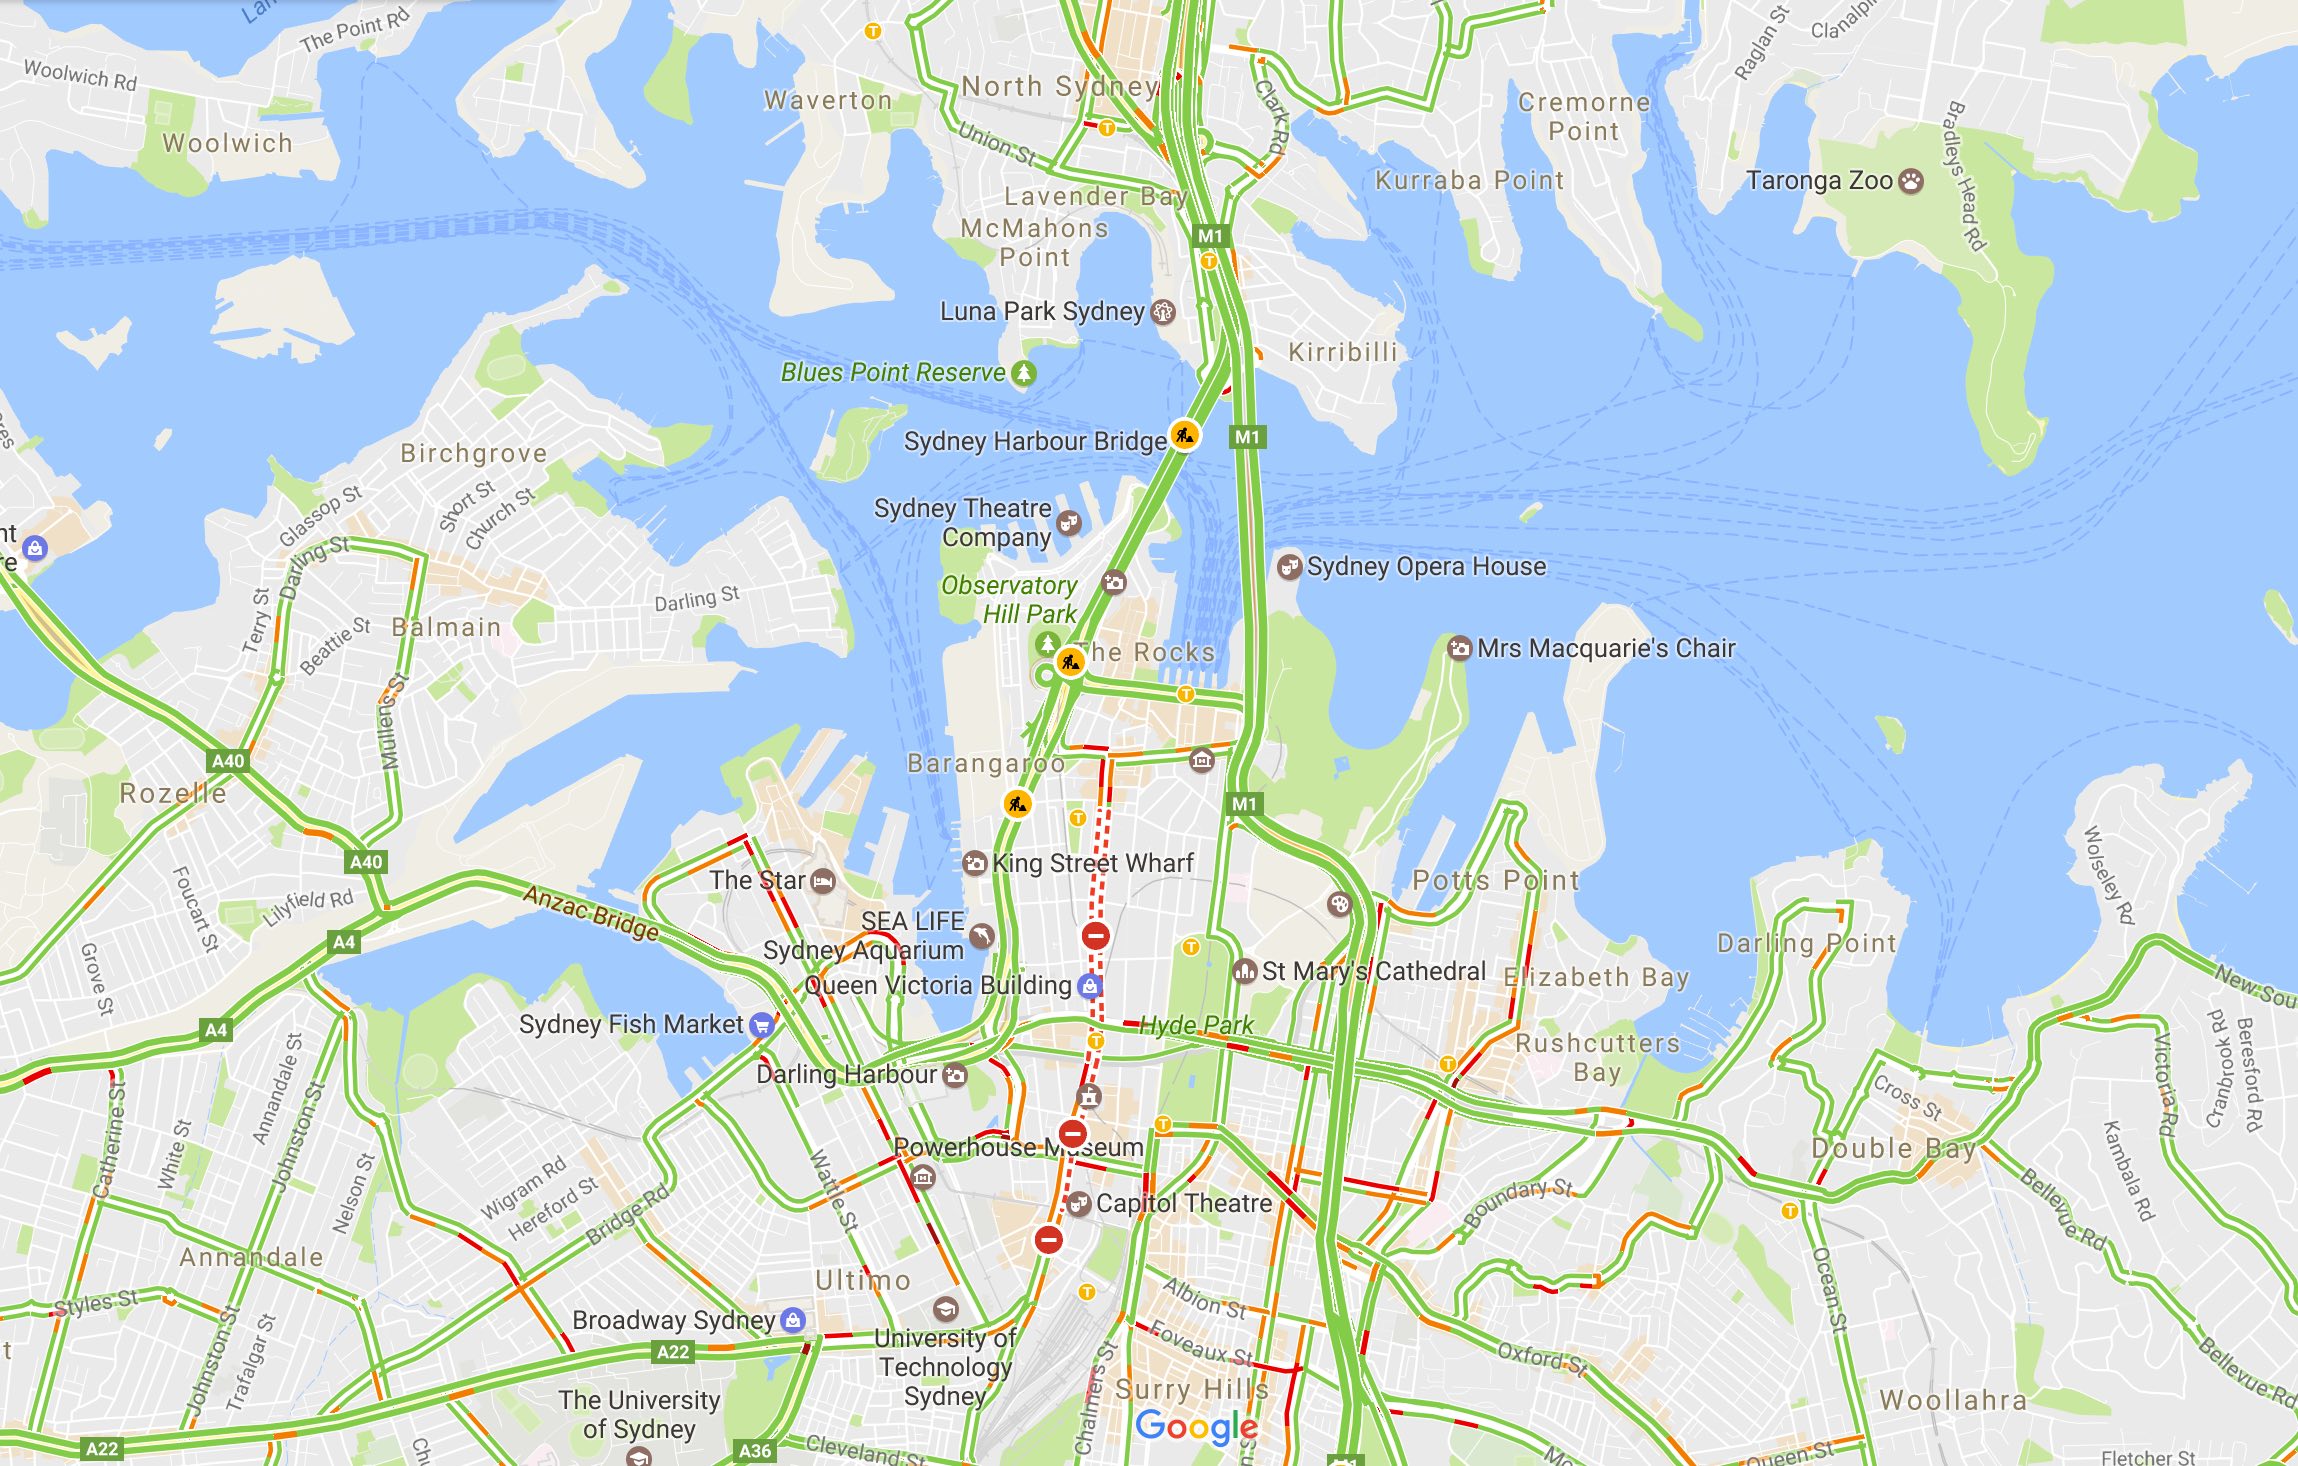 The Point Rd
Woolwich Rd
Woolwich
Waverton
North Sydney
Union St
Clark Rd
Lavender Bay
McMahons
Point
M1
Cremorne
Point
Kurraba Point
Raglan St
Taronga Zoo
Bradleys Head Rd
Luna Park Sydney
Kirribilli
Blues Point Reserve
Sydney Harbour Bridge
M1
Birchgrove
Glassop St
Short St
Church St
Darling St
Terry St
Beattie St
Balmain
Darling St
Mullens St
Sydney Theatre
Company
Sydney Opera House
Observatory
Hill Park
The Rocks
Mrs Macquarie's Chair
A40
Rozelle
Barangaroo
M1
A40
Foucart St
Lilyfield Rd
Grove St
A4
A4
Anzac Bridge
The Star
King Street Wharf
SEA LIFE
Sydney Aquarium
Queen Victoria Building
St Mary's Cathedral
Potts Point
Elizabeth Bay
Darling Point
Wolseley Rd
New Sou
Sydney Fish Market
Hyde Park
Rushcutters
Bay
Darling Harbour
Cross St
Victoria Rd
Cranbrook Rd
Beresford Rd
Catherine St
White St
Annandale St
Johnston St
Nelson St
Wigram Rd
Hereford St
Bridge Rd
Wattle St
Powerhouse Museum
Capitol Theatre
Boundary St
Double Bay
Kambala Rd
Bellevue Rd
Ocean St
Annandale
Styles St
Johnston St
Trafalgar St
Ultimo
Broadway Sydney
A22
University of
Technology
Sydney
Albion St
Foveaux St
Chalmers St
Surry Hills
Oxford St
Bellevue Rd
Woollahra
The University
of Sydney
A22
A36
Cleveland St
Google
Queen St
Fletcher St